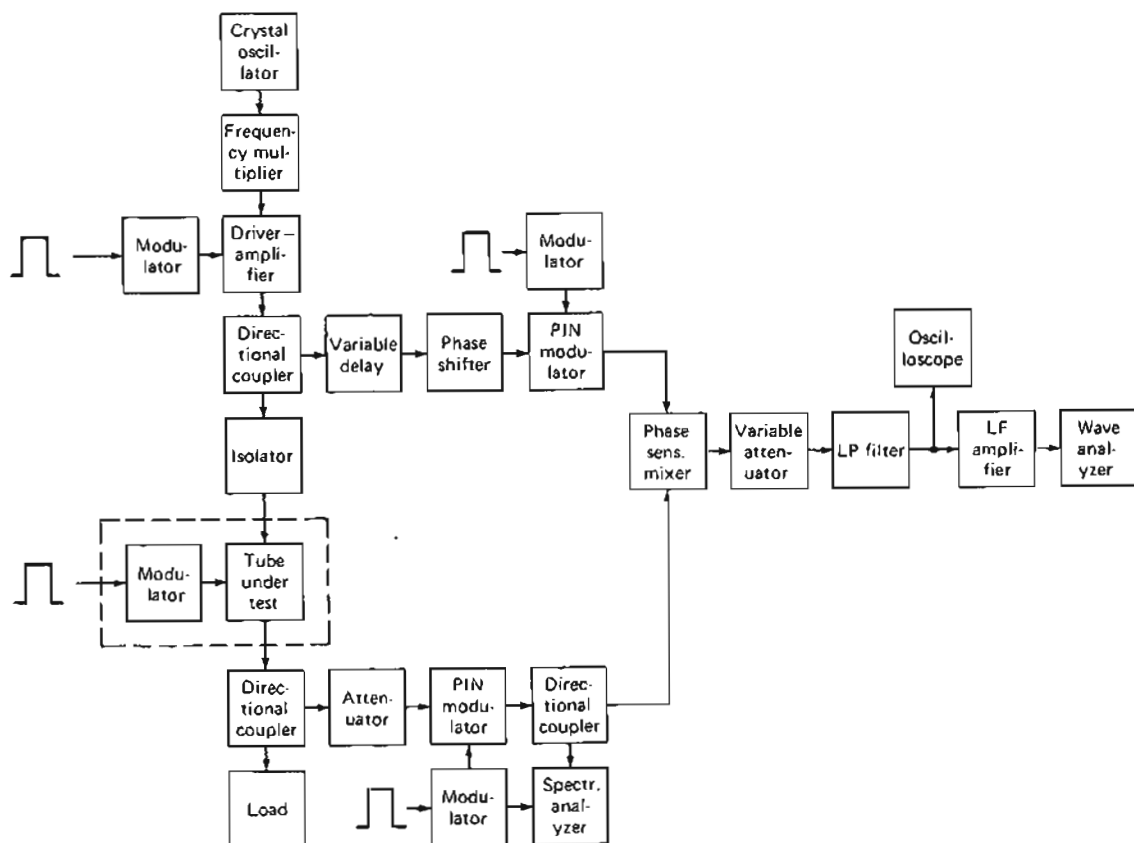 Crystal
oscil-
lator
Frequen-
cy mul-
tiplier
Modu-
lator
Driver—
ampli-
fier
Modu-
lator
Direc-
tional
coupler
Variable
delay
Phase
shifter
PIN
modu-
lator
Oscil-
loscope
Isolator
Phase
sens.
mixer
Variable
atten-
uator
LP filter
LF
ampli-
fier
Wave
anal-
yzer
Modu-
lator
Tube
under
test
Direc-
tional
coupler
Atten-
uator
PIN
modu-
lator
Direc-
tional
coupler
Load
Modu-
lator
Spectr.
anal-
yzer